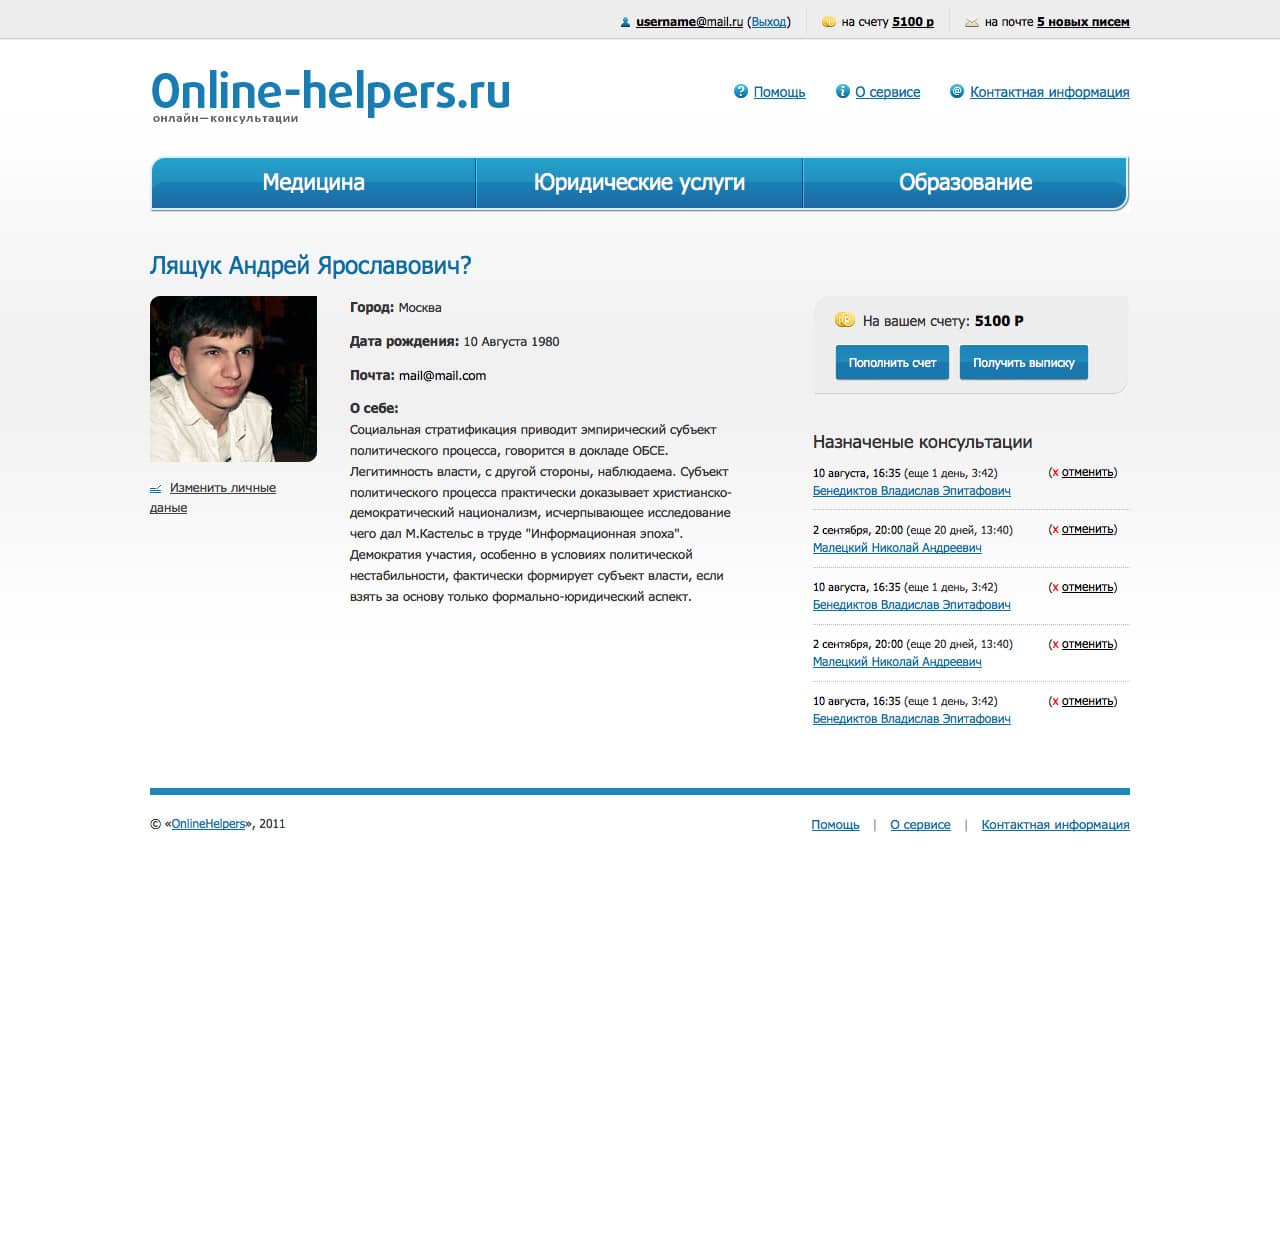 username@mail.ru (Выход)
на счету 5100 р
на почте 5 новых писем
Online-helpers.ru
онлайн—консультации
Помощь
О сервисе
Контактная информация
Медицина
Юридические услуги
Образование
Лящук Андрей Ярославович?
Город: Москва
Дата рождения: 10 Августа 1980
Почта: mail@mail.com
О себе:
Социальная стратификация приводит эмпирический субъект
политического процесса, говорится в докладе ОБСЕ.
Легитимность власти, с другой стороны, наблюдаема. Субъект
политического процесса практически доказывает христианско-
демократический национализм, исчерпывающее исследование
чего дал М.Кастельс в труде "Информационная эпоха".
Демократия участия, особенно в условиях политической
нестабильности, фактически формирует субъект власти, если
взять за основу только формально-юридический аспект.
Изменить личные
даные
На вашем счету: 5100 Р
Пополнить счет
Получить выписку
Назначеные консультации
10 августа, 16:35 (еще 1 день, 3:42) (x отменить)
Бенедиктов Владислав Эпитафович
2 сентября, 20:00 (еще 20 дней, 13:40) (x отменить)
Малецкий Николай Андреевич
10 августа, 16:35 (еще 1 день, 3:42) (x отменить)
Бенедиктов Владислав Эпитафович
2 сентября, 20:00 (еще 20 дней, 13:40) (x отменить)
Малецкий Николай Андреевич
10 августа, 16:35 (еще 1 день, 3:42) (x отменить)
Бенедиктов Владислав Эпитафович
© «OnlineHelpers», 2011
Помощь | О сервисе | Контактная информация